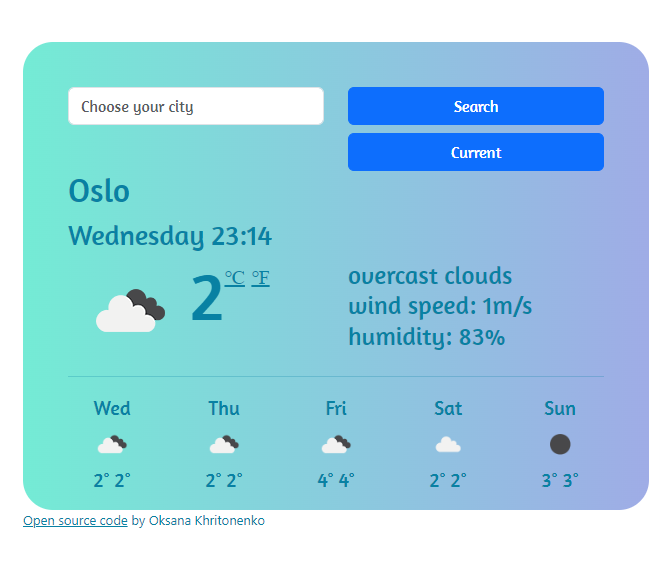 Choose your city
Search
Current
Oslo
Wednesday 23:14
2 °C °F
overcast clouds
wind speed: 1m/s
humidity: 83%
Wed Thu Fri Sat Sun
2° 2° 2° 2° 4° 4° 2° 2° 3° 3°
Open source code by Oksana Khritonenko